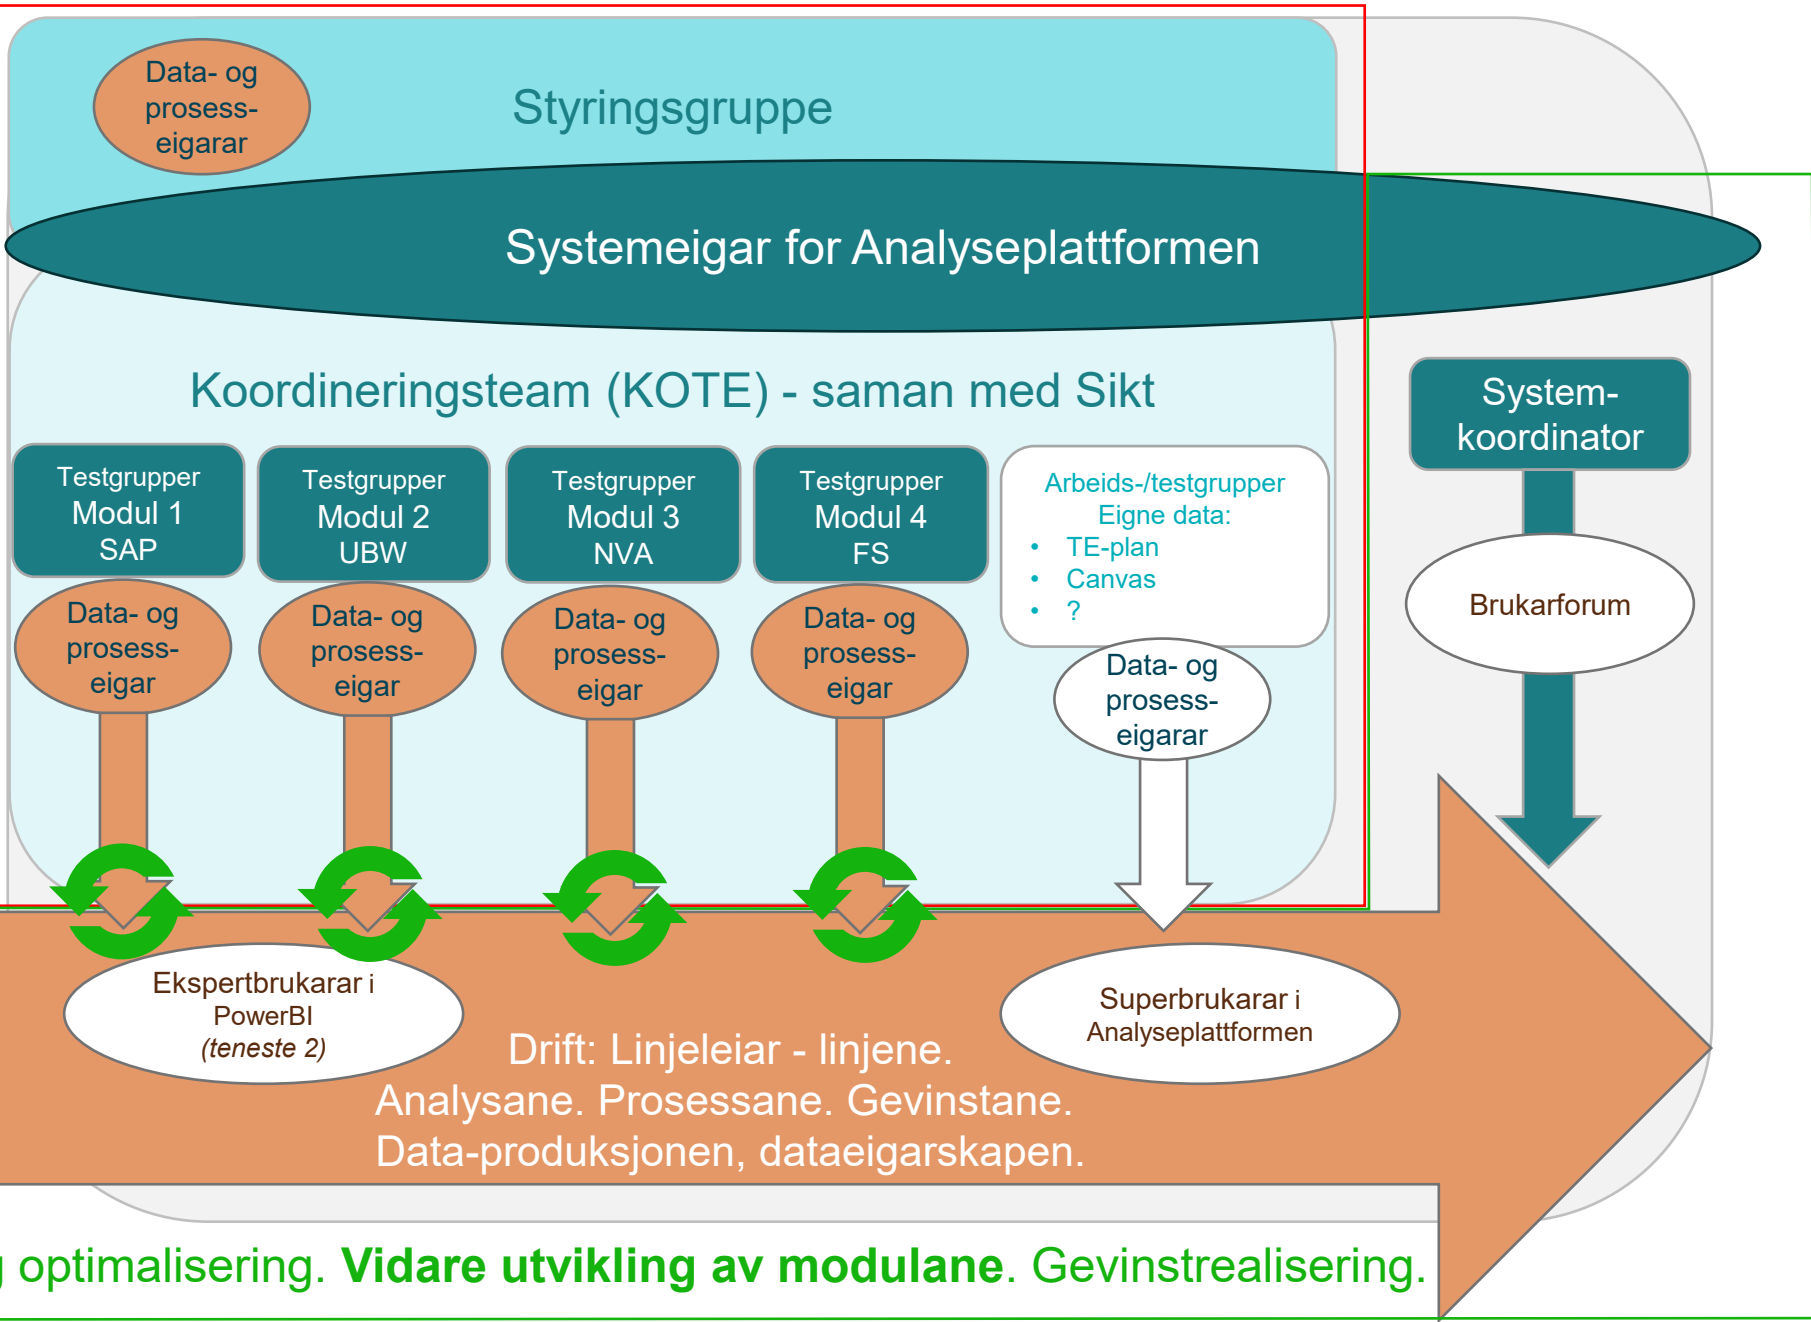 Data- og
prosess-
eigarar
Styringsgruppe
Systemeigar for Analyseplattformen
Koordineringsteam (KOTE) - saman med Sikt
System-
koordinator
Testgrupper
Modul 1
SAP
Testgrupper
Modul 2
UBW
Testgrupper
Modul 3
NVA
Testgrupper
Modul 4
FS
Arbeids-/testgrupper
Eigne data:
• TE-plan
• Canvas
• ?
Brukarforum
Data- og
prosess-
eigar
Data- og
prosess-
eigar
Data- og
prosess-
eigar
Data- og
prosess-
eigar
Data- og
prosess-
eigarar
Ekspertbrukarar i
PowerBI
(teneste 2)
Superbrukarar i
Analyseplattformen
Drift: Linjeleiar - linjene.
Analysane. Prosessane. Gevinstane.
Data-produksjonen, dataeigarskapen.
optimalisering. Vidare utvikling av modulane. Gevinstrealisering.